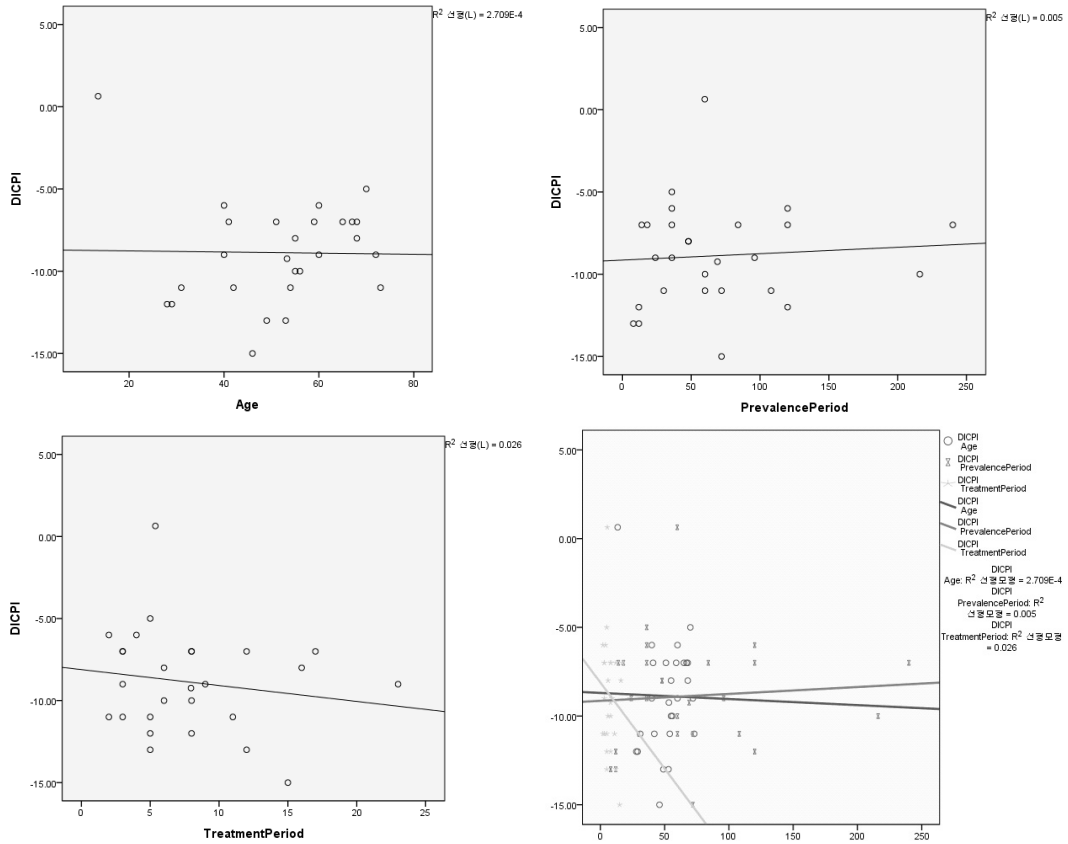 R² 선형(L) = 2.709E-4
5.00
0.00
-5.00
-10.00
-15.00
DICPI
20
40
60
80
Age
R² 선형(L) = 0.005
5.00
0.00
-5.00
-10.00
-15.00
DICPI
0
50
100
150
200
250
PrevalencePeriod
R² 선형(L) = 0.026
5.00
0.00
-5.00
-10.00
-15.00
DICPI
0
5
10
15
20
25
TreatmentPeriod
5.00
0.00
-5.00
-10.00
-15.00
0
50
100
150
200
250
DICPI
Age
DICPI
PrevalencePeriod
DICPI
TreatmentPeriod
DICPI
Age
DICPI
PrevalencePeriod
DICPI
TreatmentPeriod
DICPI
Age: R² 선형모형 = 2.709E-4
DICPI
PrevalencePeriod: R²
선형모형 = 0.005
DICPI
TreatmentPeriod: R² 선형모형
= 0.026